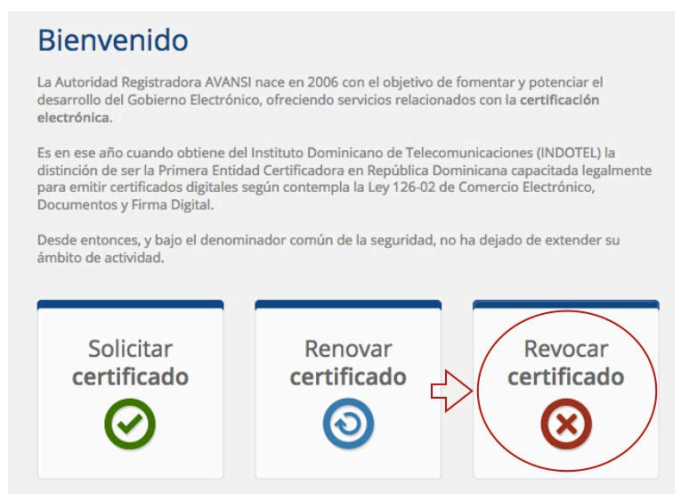 Bienvenido
La Autoridad Registradora AVANSI nace en 2006 con el objetivo de fomentar y potenciar el
desarrollo del Gobierno Electrónico, ofreciendo servicios relacionados con la certificación
electrónica.
Es en ese año cuando obtiene del Instituto Dominicano de Telecomunicaciones (INDOTEL) la
distinción de ser la Primera Entidad Certificadora en República Dominicana capacitada legalmente
para emitir certificados digitales según contempla la Ley 126-02 de Comercio Electrónico,
Documentos y Firma Digital.
Desde entonces, y bajo el denominador común de la seguridad, no ha dejado de extender su
ámbito de actividad.
Solicitar
certificado
Renovar
certificado
Revocar
certificado